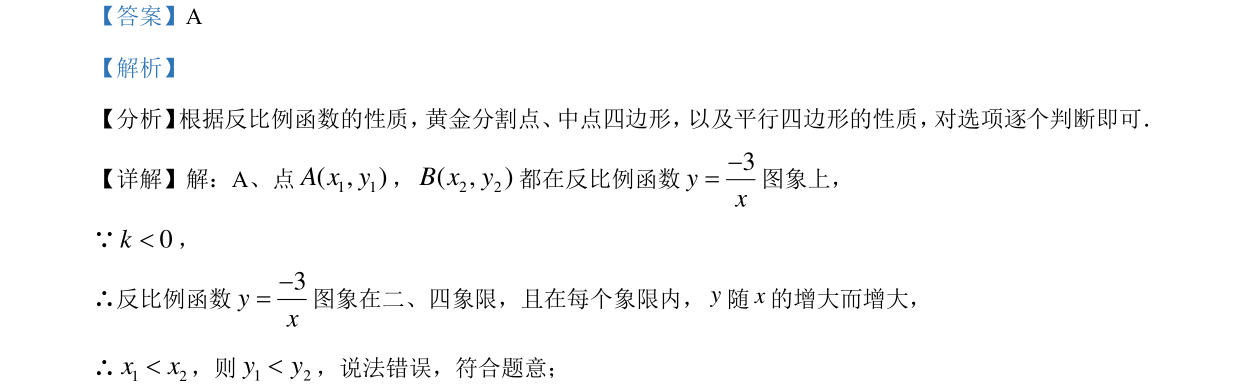 【答案】A
【解析】
【分析】根据反比例函数的性质，黄金分割点、中点四边形，以及平行四边形的性质，对选项逐个判断即可．
【详解】解：A、点 A(x₁, y₁)，B(x₂, y₂) 都在反比例函数 y = −3/x 图象上，
∵ k < 0，
∴反比例函数 y = −3/x 图象在二、四象限，且在每个象限内，y 随 x 的增大而增大，
∴ x₁ < x₂，则 y₁ < y₂，说法错误，符合题意；